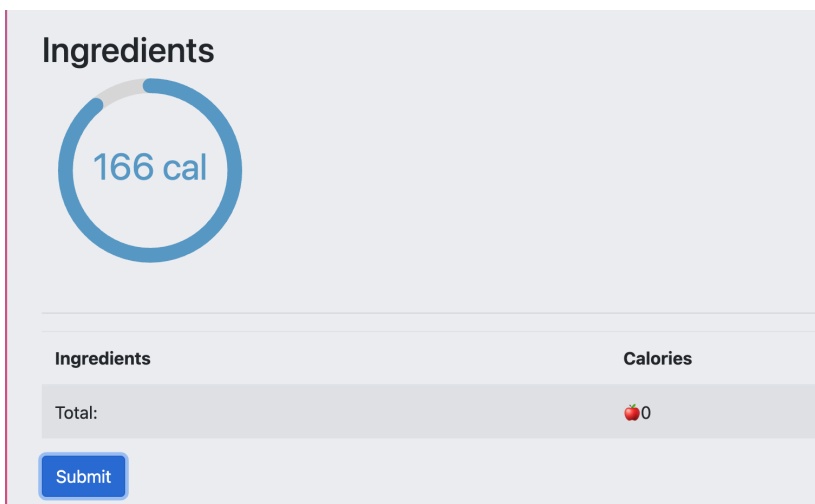 Ingredients
166 cal
Ingredients Calories
Total: 🍎0
Submit